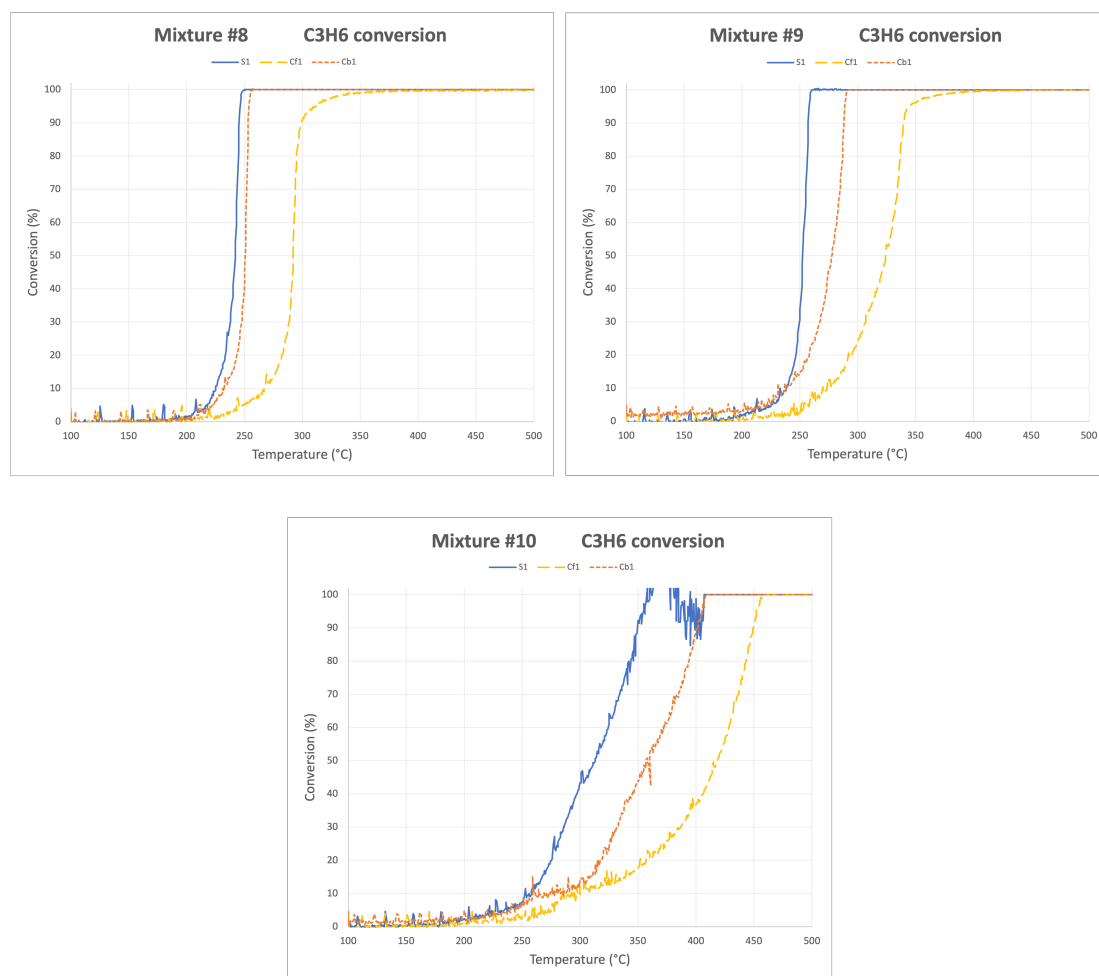 Mixture #8 C3H6 conversion
S1 Cf1 Cb1
Conversion (%)
100
90
80
70
60
50
40
30
20
10
0
100 150 200 250 300 350 400 450 500
Temperature (°C)
Mixture #9 C3H6 conversion
S1 Cf1 Cb1
Conversion (%)
100
90
80
70
60
50
40
30
20
10
0
100 150 200 250 300 350 400 450 500
Temperature (°C)
Mixture #10 C3H6 conversion
S1 Cf1 Cb1
Conversion (%)
100
90
80
70
60
50
40
30
20
10
0
100 150 200 250 300 350 400 450 500
Temperature (°C)